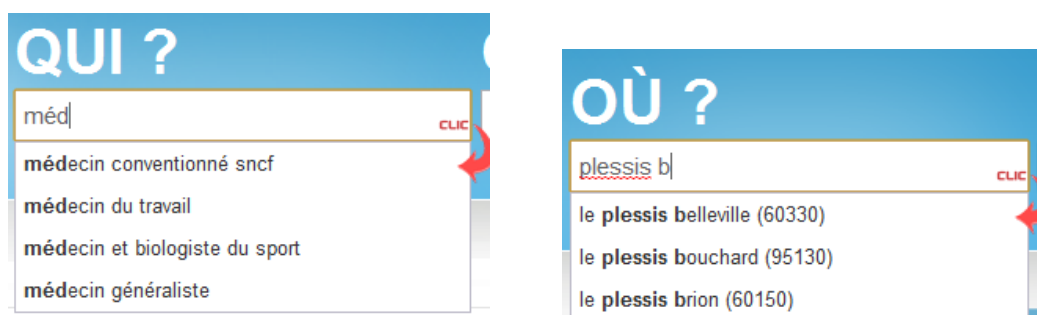 QUI ?
méd
CLIC
médecin conventionné sncf
médecin du travail
médecin et biologiste du sport
médecin généraliste
OÙ ?
plessis b
CLIC
le plessis belleville (60330)
le plessis bouchard (95130)
le plessis brion (60150)